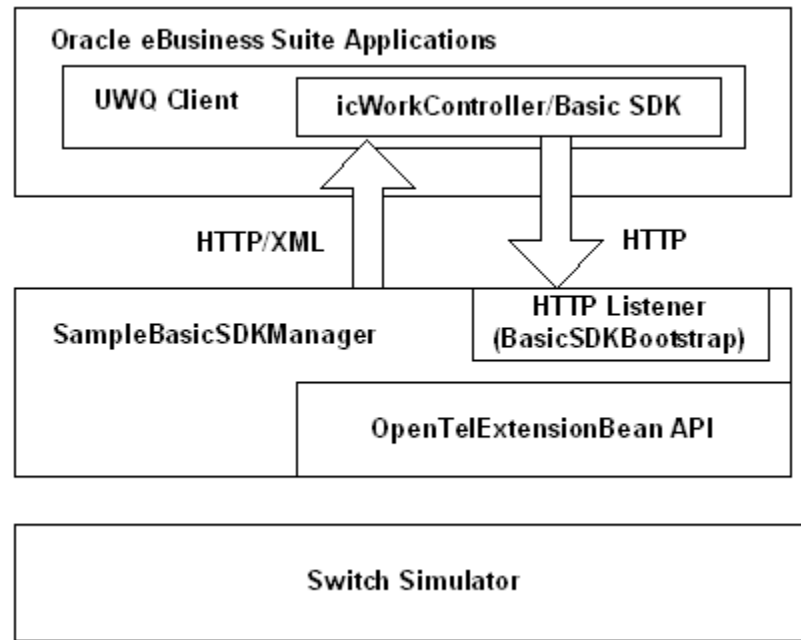 Oracle eBusiness Suite Applications
UWQ Client
icWorkController/Basic SDK
HTTP/XML
HTTP
SampleBasicSDKManager
HTTP Listener
(BasicSDKBootstrap)
OpenTelExtensionBean API
Switch Simulator